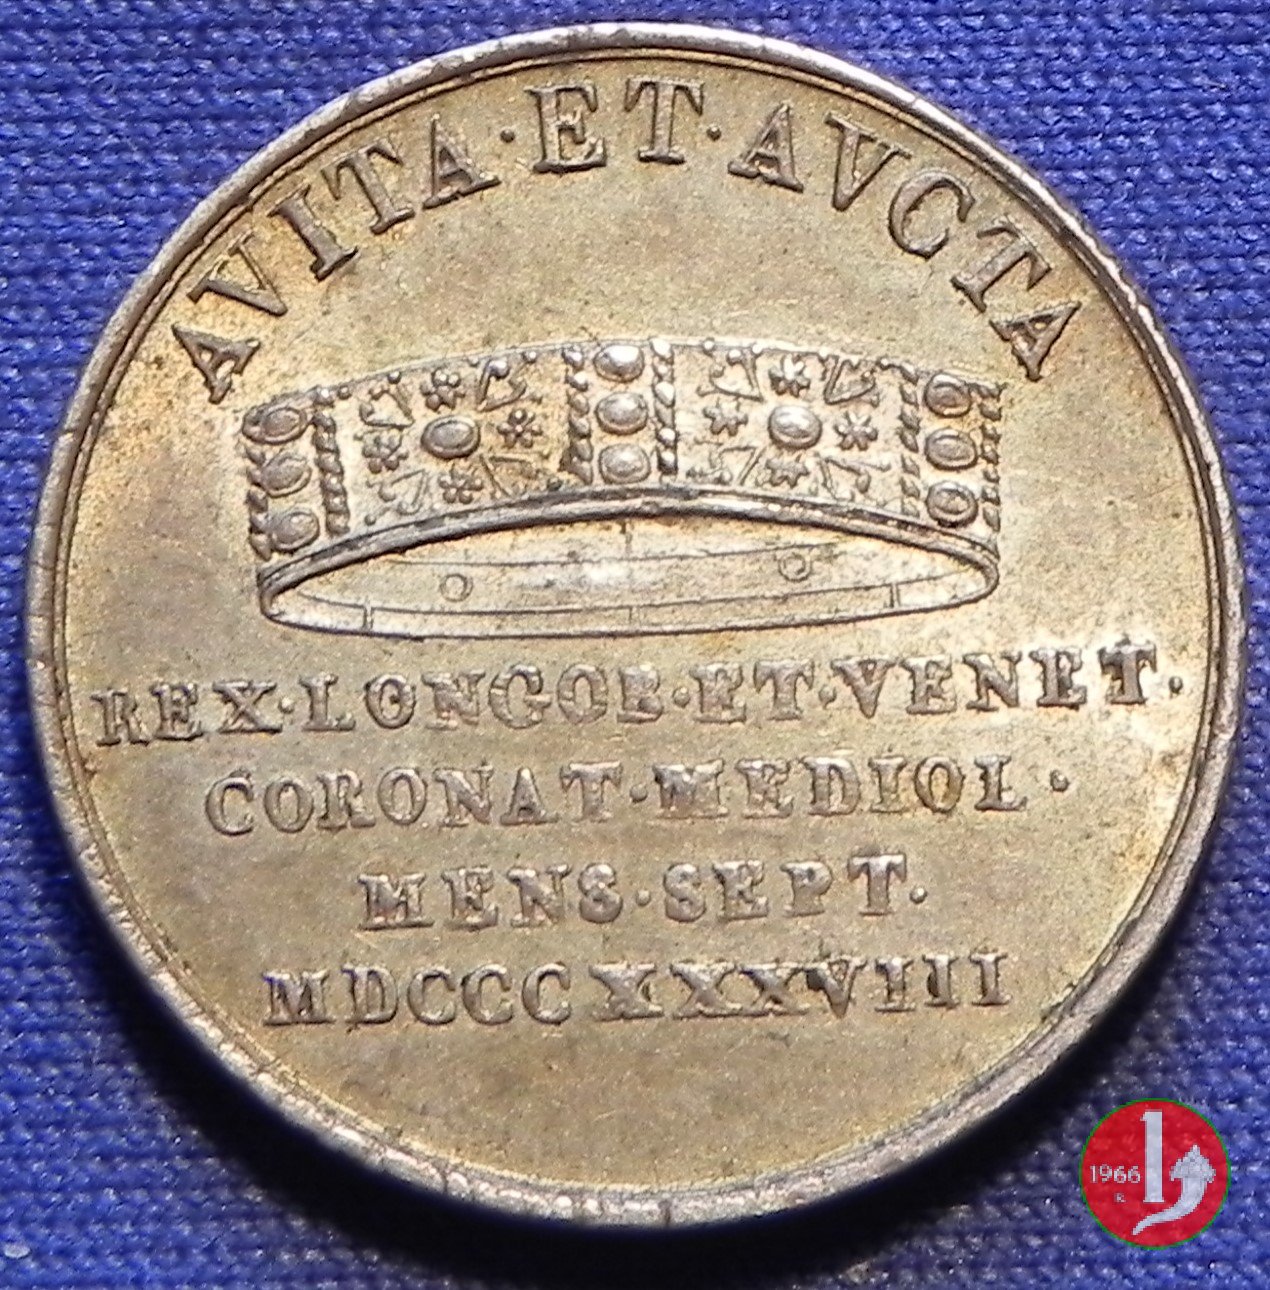 AVITA·ET·AVCTA
REX·LONGOB·ET·VENET.
CORONAT·MEDIOL·
MENS·SEPT.
MDCCCXXXVIII
1966
R